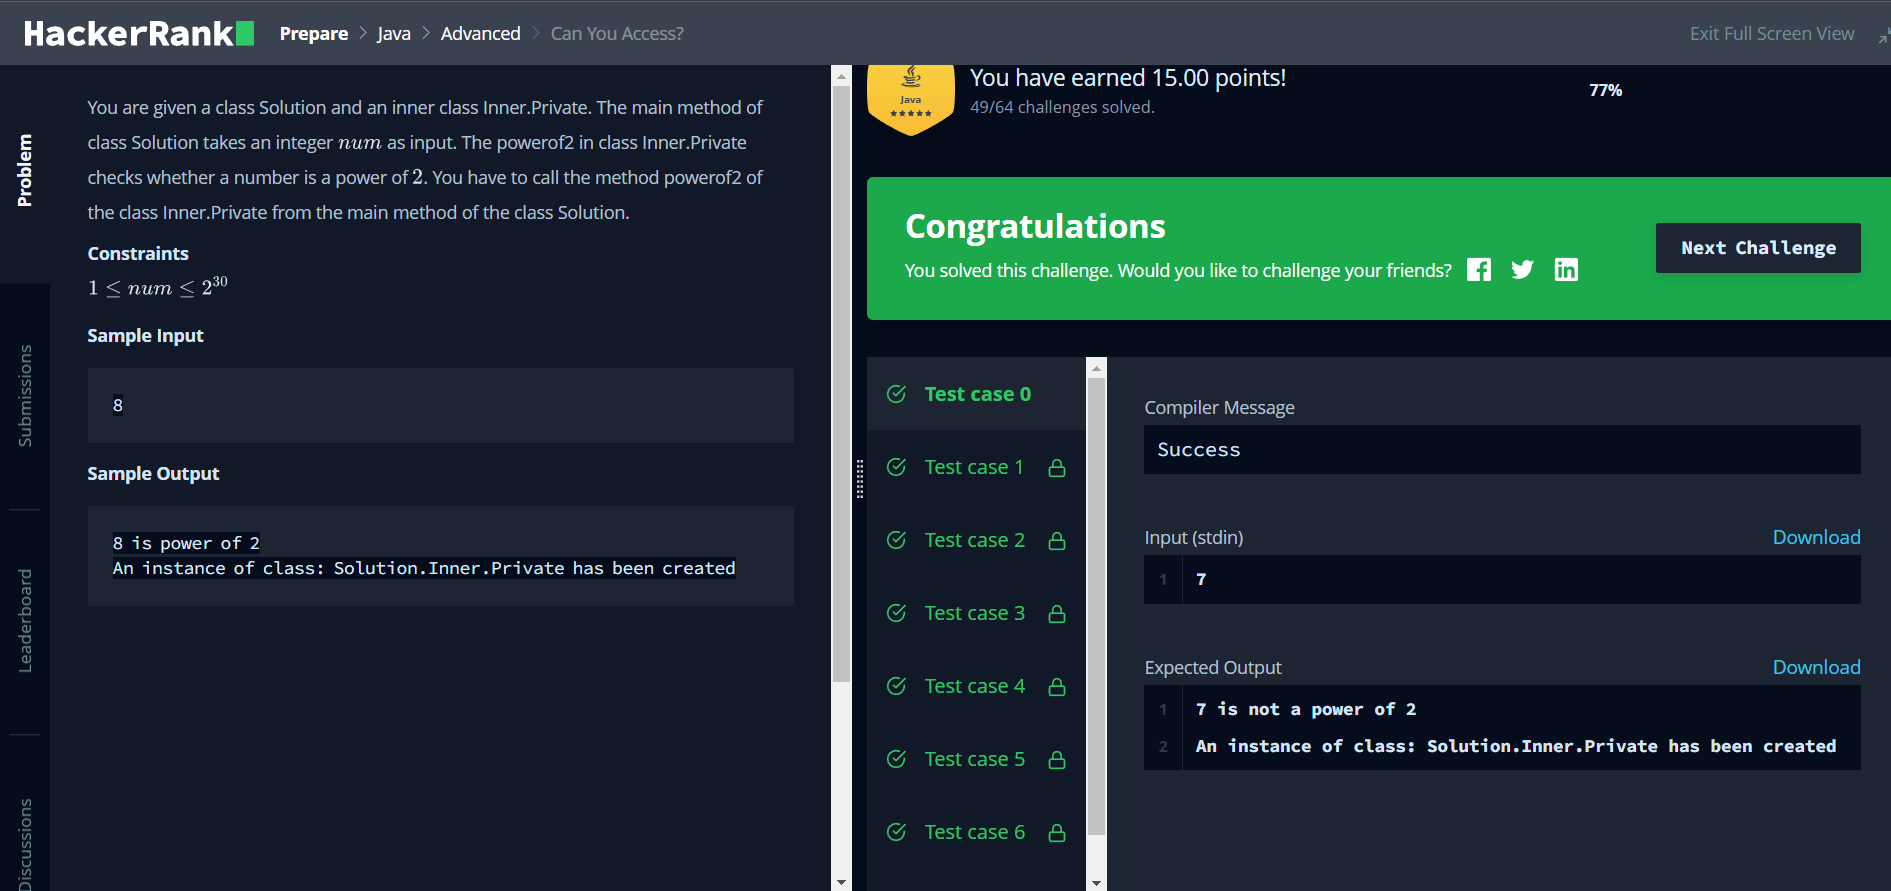 HackerRank
Prepare > Java > Advanced > Can You Access?
Exit Full Screen View
Problem
Submissions
Leaderboard
Discussions
You are given a class Solution and an inner class Inner.Private. The main method of
class Solution takes an integer num as input. The powerof2 in class Inner.Private
checks whether a number is a power of 2. You have to call the method powerof2 of
the class Inner.Private from the main method of the class Solution.
Constraints
1 ≤ num ≤ 2³⁰
Sample Input
8
Sample Output
8 is power of 2
An instance of class: Solution.Inner.Private has been created
Java
You have earned 15.00 points!
49/64 challenges solved.
77%
Congratulations
You solved this challenge. Would you like to challenge your friends?
Next Challenge
Test case 0
Test case 1
Test case 2
Test case 3
Test case 4
Test case 5
Test case 6
Compiler Message
Success
Input (stdin)
Download
1 7
Expected Output
Download
1 7 is not a power of 2
2 An instance of class: Solution.Inner.Private has been created